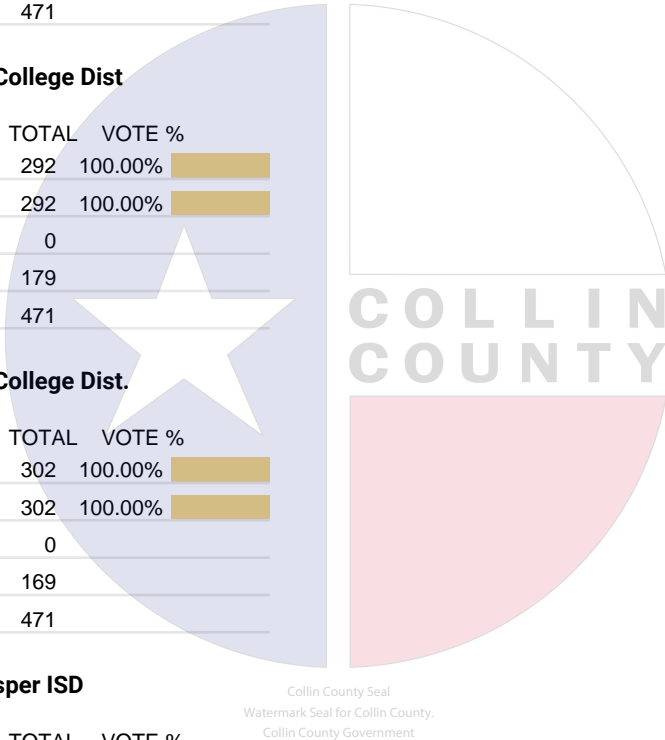 471
College Dist
TOTAL VOTE %
292 100.00%
292 100.00%
0
179
471
College Dist.
TOTAL VOTE %
302 100.00%
302 100.00%
0
169
471
sper ISD
TOTAL VOTE %
COLLIN
COUNTY
Collin County Seal
Watermark Seal for Collin County.
Collin County Government